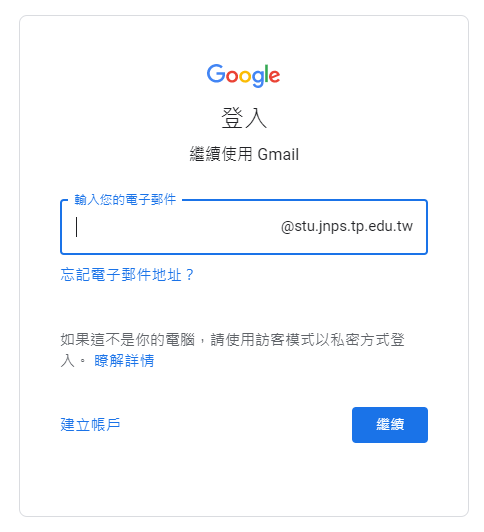 Google
登入
繼續使用 Gmail
輸入您的電子郵件
@stu.jnps.tp.edu.tw
忘記電子郵件地址？
如果這不是你的電腦，請使用訪客模式以私密方式登
入。 瞭解詳情
建立帳戶
繼續